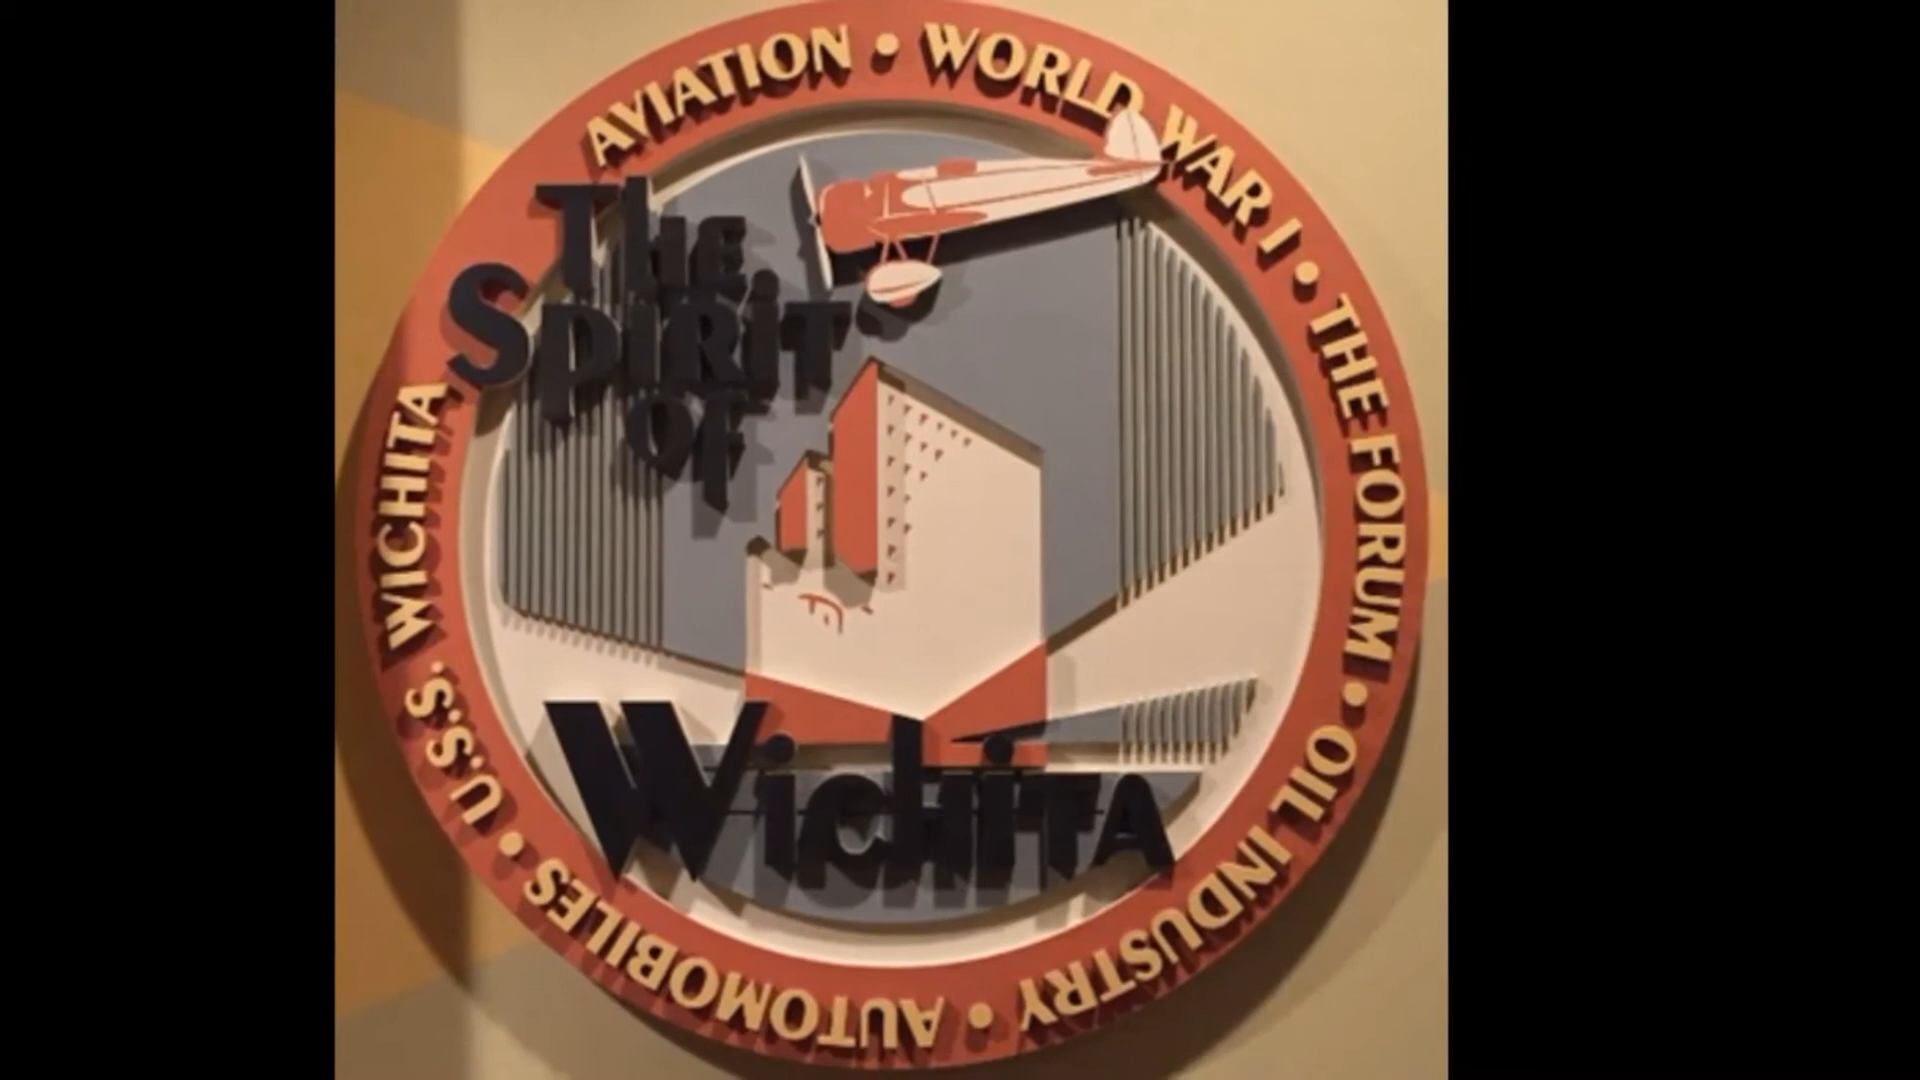 The
Spirit
of
Wichita
AVIATION • WORLD WAR I • THE FORUM • OIL INDUSTRY • AUTOMOBILES • U.S.S. WICHITA